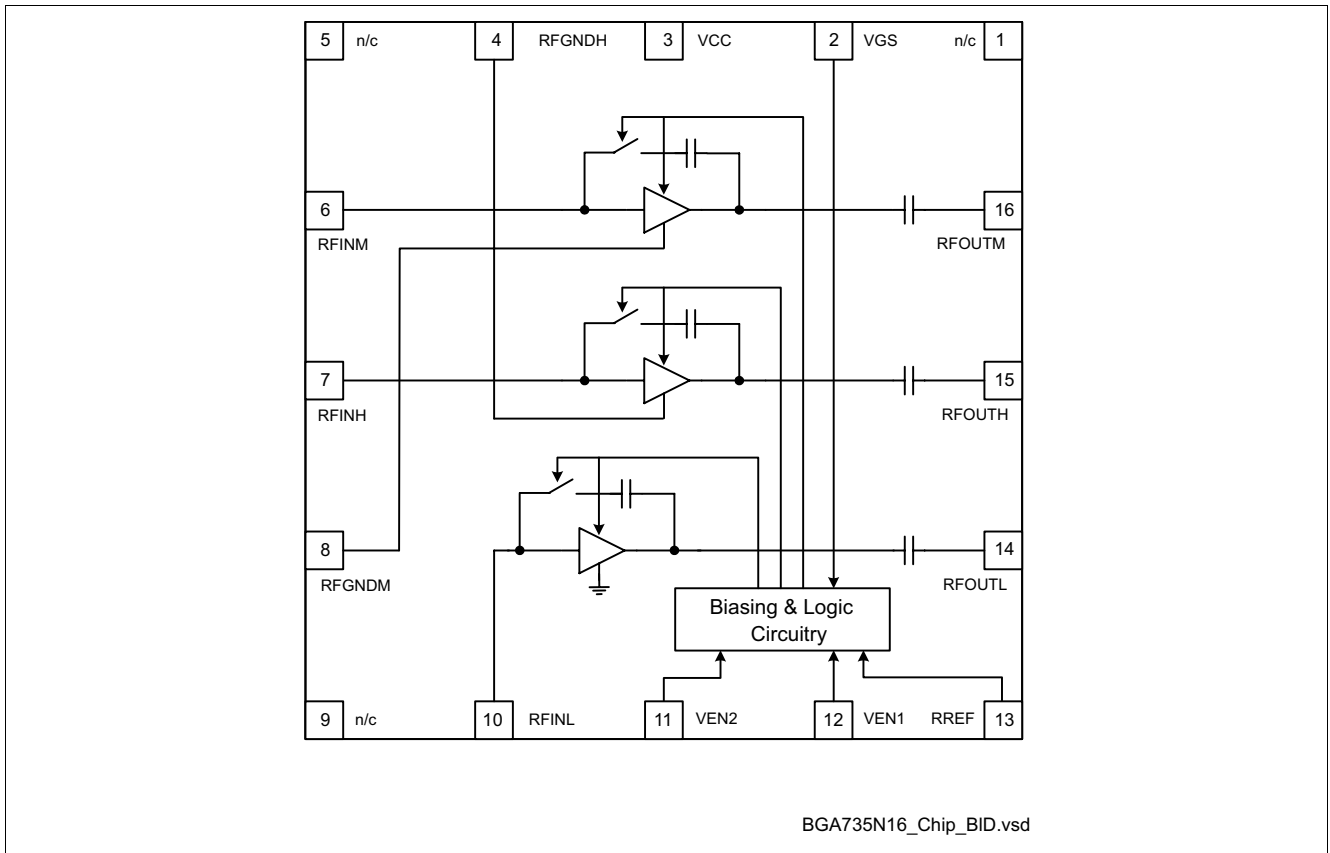 5 n/c 4 RFGNDH 3 VCC 2 VGS n/c 1
6 16
RFINM RFOUTM
7 15
RFINH RFOUTH
8 14
RFGNDM RFOUTL
Biasing & Logic
Circuitry
9 n/c 10 RFINL 11 VEN2 12 VEN1 RREF 13
BGA735N16_Chip_BID.vsd